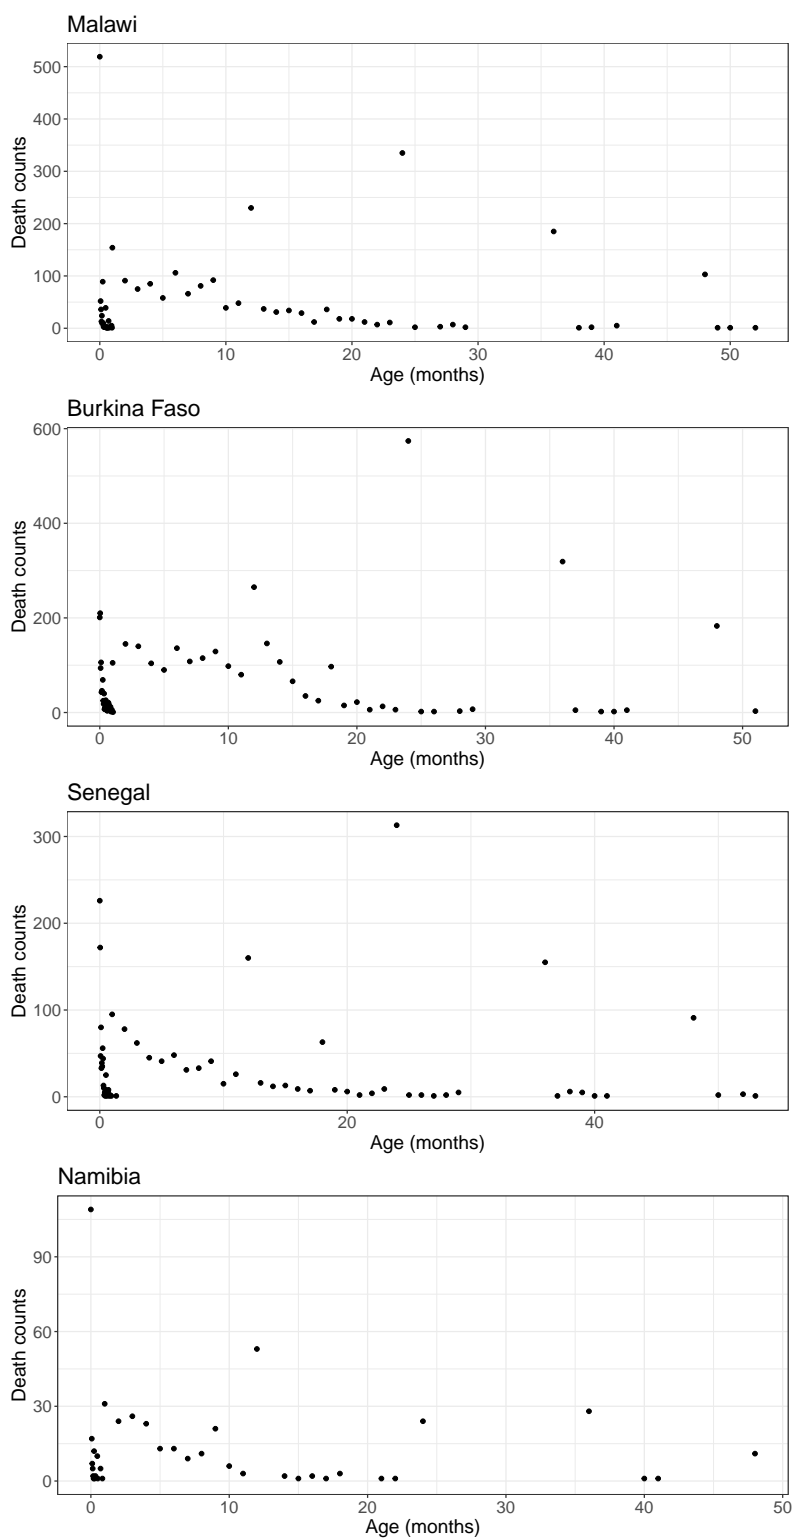 Malawi
500
400
300
200
100
0
Death counts
0 10 20 30 40 50
Age (months)
Burkina Faso
600
400
200
0
Death counts
0 10 20 30 40 50
Age (months)
Senegal
300
200
100
0
Death counts
0 20 40
Age (months)
Namibia
90
60
30
0
Death counts
0 10 20 30 40 50
Age (months)